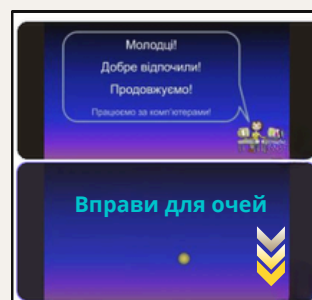 Молодці!
Добре відпочили!
Продовжуємо!
Працюємо за комп'ютерами!
Вправи для очей